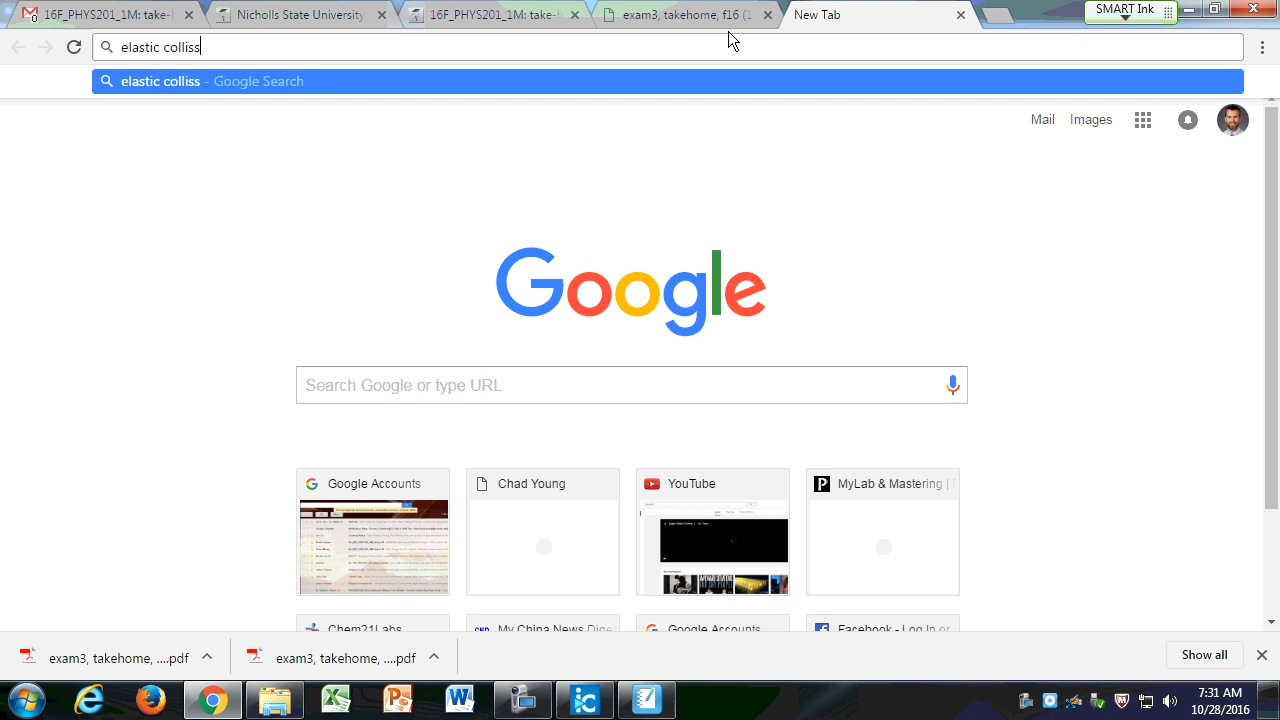 16F_PHYS201_1M: take-
Nicholls State University
16F_PHYS201_1M: take-
exam3, takehome, f16 (1
New Tab
SMART Ink
elastic colliss
elastic colliss - Google Search
Mail
Images
Google
Search Google or type URL
Google Accounts
Chad Young
YouTube
MyLab & Mastering |
Chem21Labs
My China News Dige
Google Accounts
Facebook - Log In or
exam3, takehome, ....pdf
exam3, takehome, ....pdf
Show all
7:31 AM
10/28/2016